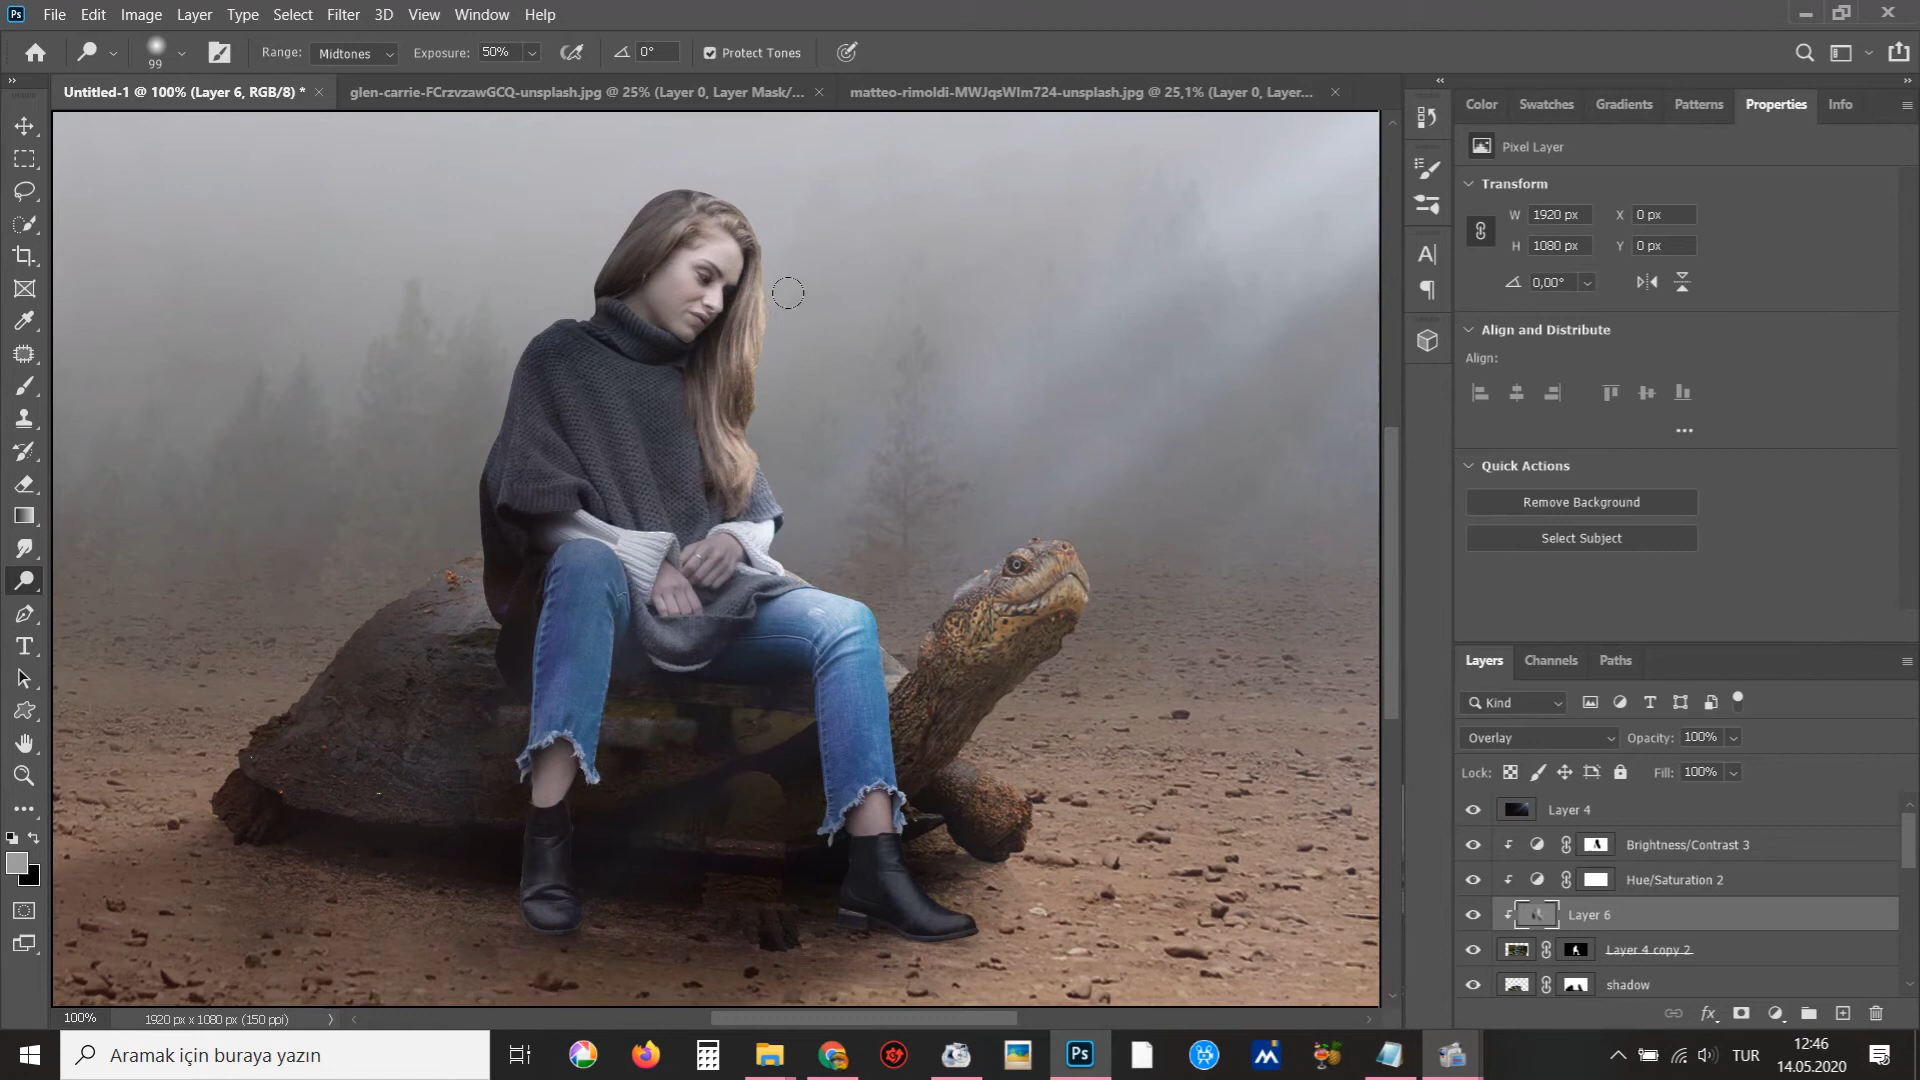 Ps File Edit Image Layer Type Select Filter 3D View Window Help
99 Range: Midtones Exposure: 50% 0° Protect Tones
Untitled-1 @ 100% (Layer 6, RGB/8) * × glen-carrie-FCrzvzawGCQ-unsplash.jpg @ 25% (Layer 0, Layer Mask/... × matteo-rimoldi-MWJqsWIm724-unsplash.jpg @ 25,1% (Layer 0, Layer... ×
Color Swatches Gradients Patterns Properties Info
Pixel Layer
Transform
W 1920 px X 0 px
H 1080 px Y 0 px
0,00°
Align and Distribute
Align:
Quick Actions
Remove Background
Select Subject
Layers Channels Paths
Kind
Overlay Opacity: 100%
Lock: Fill: 100%
Layer 4
Brightness/Contrast 3
Hue/Saturation 2
Layer 6
Layer 4 copy 2
shadow
100% 1920 px x 1080 px (150 ppi)
Aramak için buraya yazın
Ps
TUR
12:46
14.05.2020